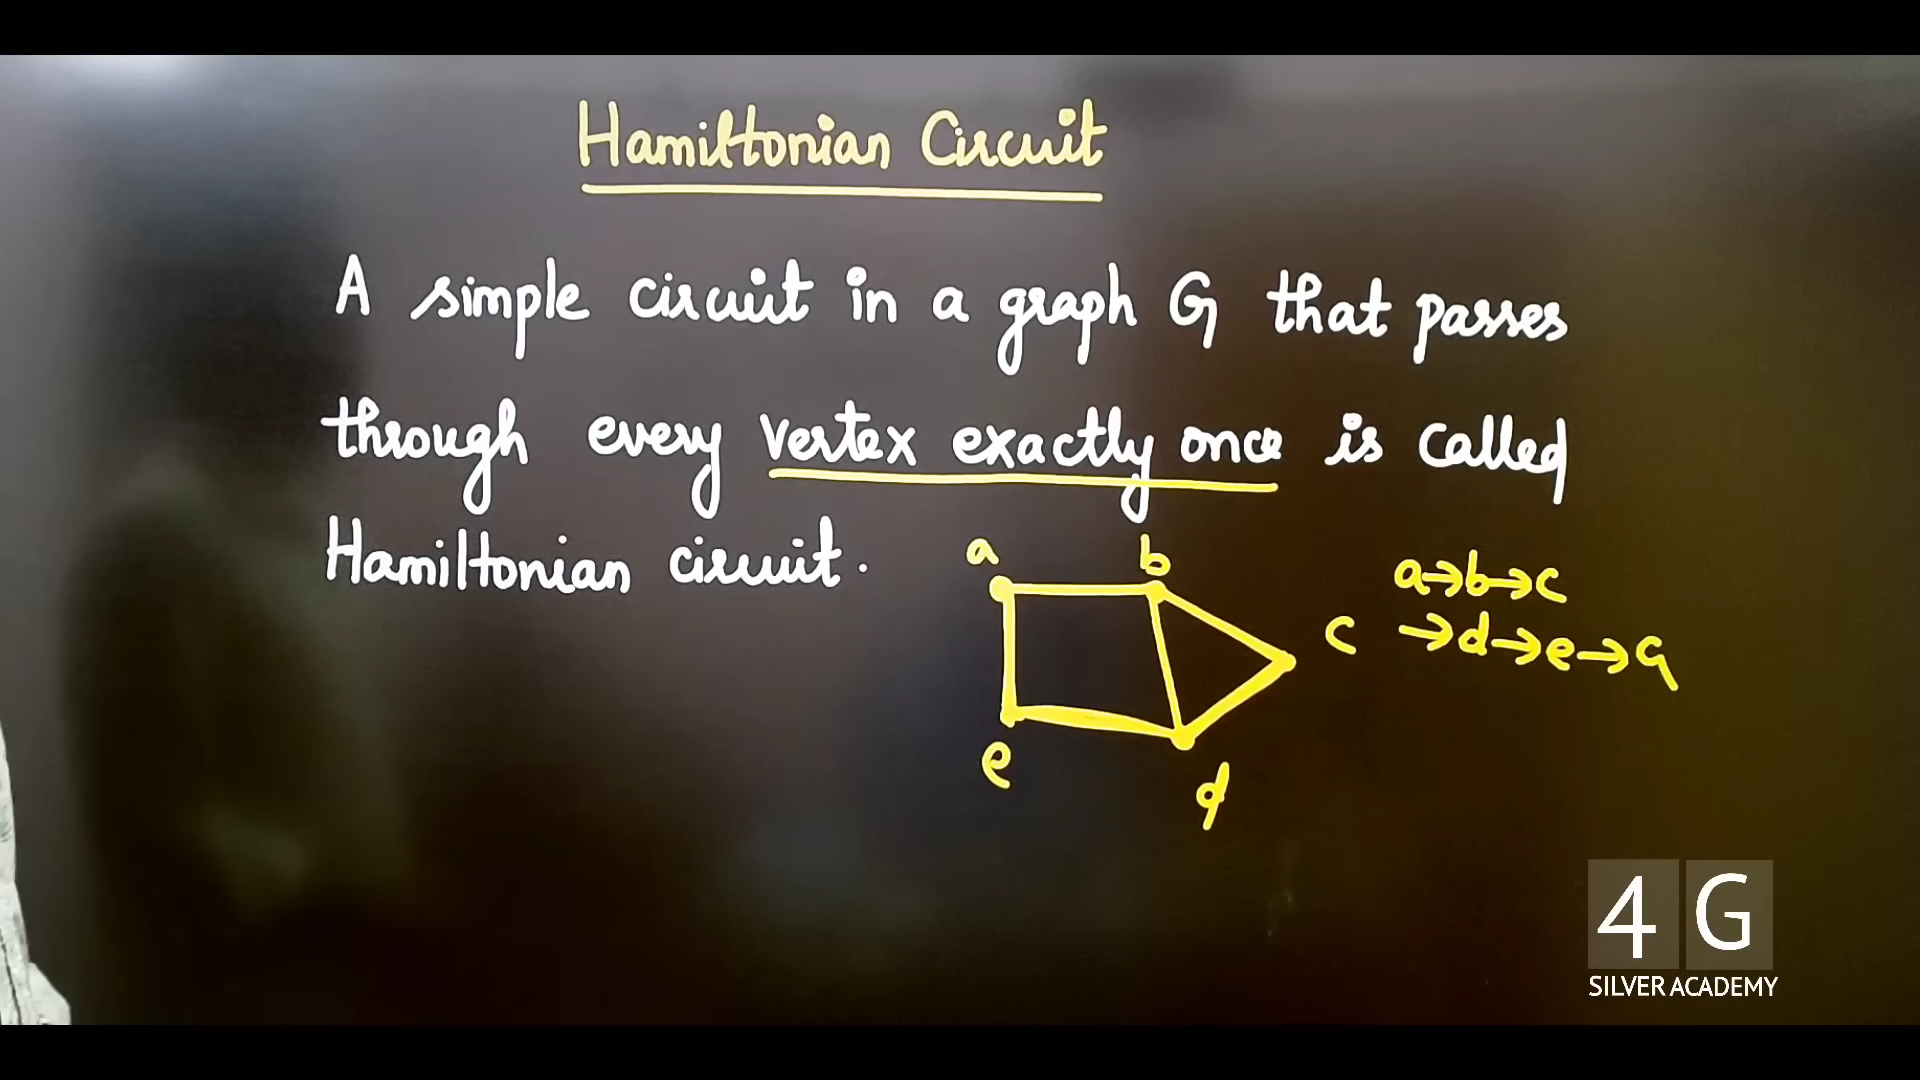 Hamiltonian Circuit
A simple circuit in a graph G that passes
through every vertex exactly once is called
Hamiltonian circuit.
a b
a→b→c
c →d→e→a
e
d
4G
SILVER ACADEMY